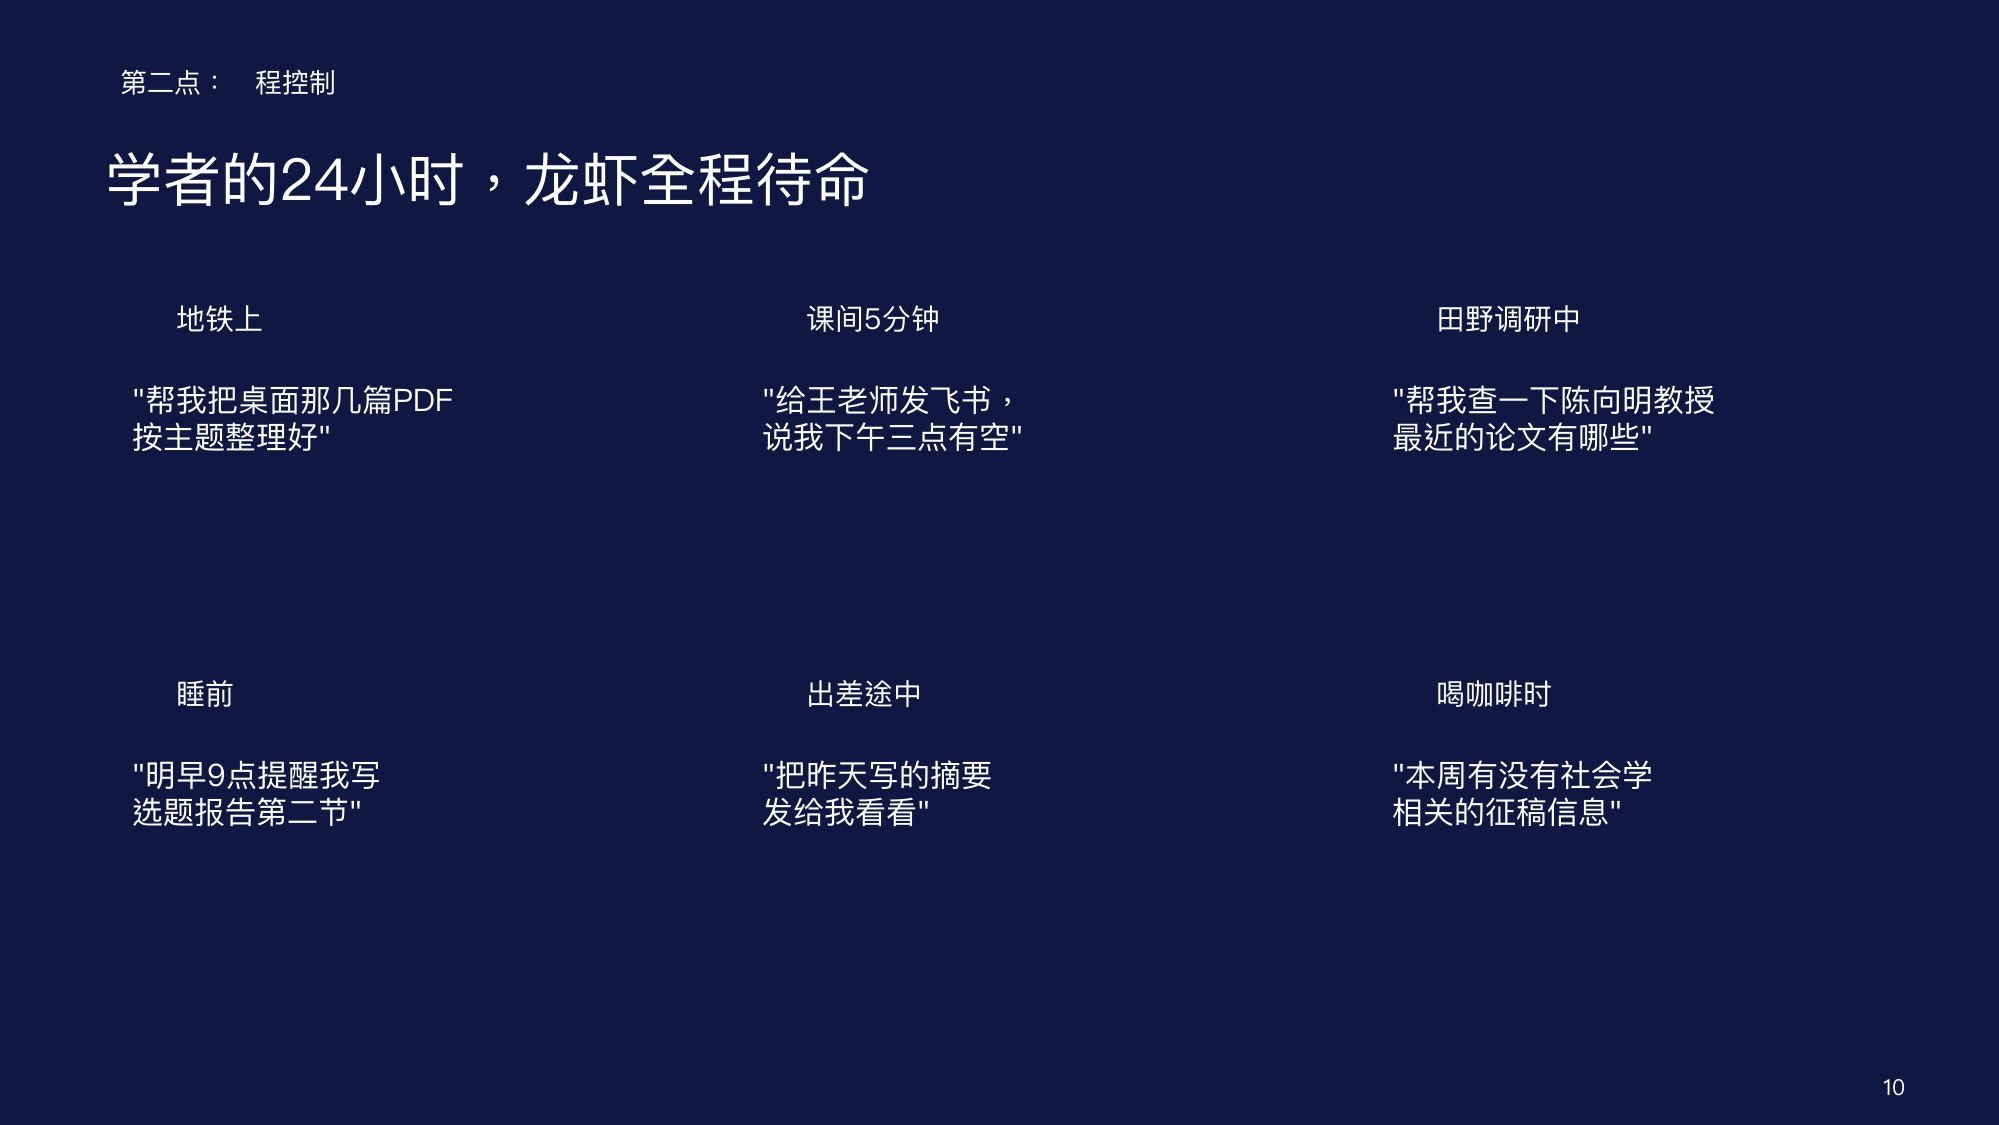 第二点： 程控制
学者的24小时，龙虾全程待命
地铁上
"帮我把桌面那几篇PDF
按主题整理好"
课间5分钟
"给王老师发飞书，
说我下午三点有空"
田野调研中
"帮我查一下陈向明教授
最近的论文有哪些"
睡前
"明早9点提醒我写
选题报告第二节"
出差途中
"把昨天写的摘要
发给我看看"
喝咖啡时
"本周有没有社会学
相关的征稿信息"
10